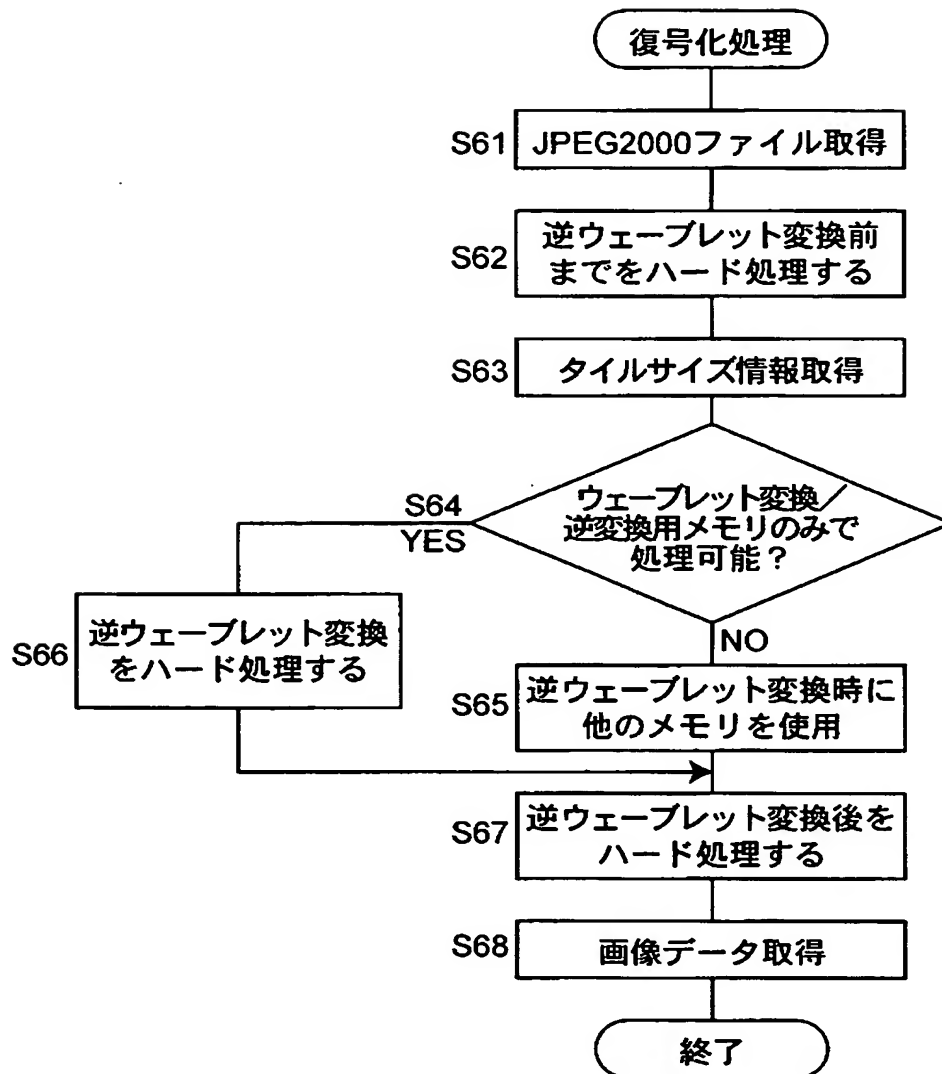 復号化処理
S61
JPEG2000ファイル取得
S62
逆ウェーブレット変換前
までをハード処理する
S63
タイルサイズ情報取得
S64
YES
ウェーブレット変換／
逆変換用メモリのみで
処理可能？
NO
S66
逆ウェーブレット変換
をハード処理する
S65
逆ウェーブレット変換時に
他のメモリを使用
S67
逆ウェーブレット変換後を
ハード処理する
S68
画像データ取得
終了